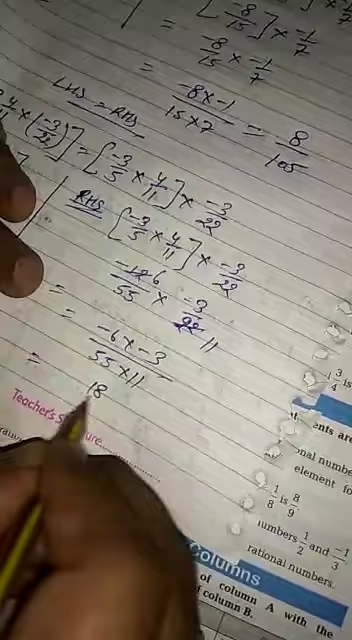 [-8/15] × -1/7
-8/15 × -1/7
= -8×-1/15×7 = 8/105
LHS = RHS
× (-3/22)] = [-3/5 × 4/11] × -3/22
RHS [-3/5 × 4/11] × -3/22
= -12 6/55 × -3/22 11
= -6×-3/55×11
= 18
Teacher's
3/4 is
ents are
onal numbe
element fo
1/8 is 8/9
numbers 1/2 and -1/3
rational numbers.
Columns
of column A with the
f column B.